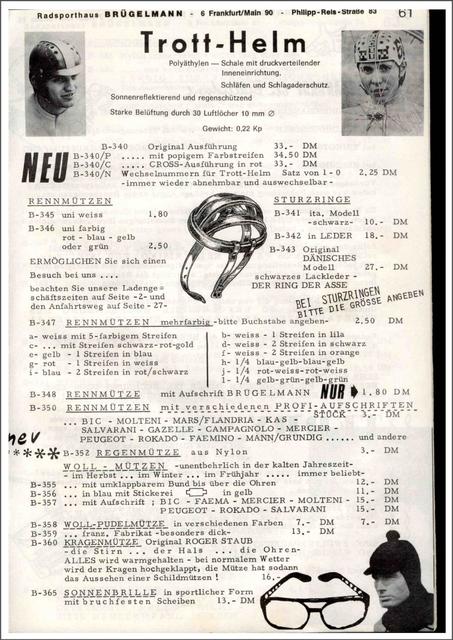 Radsporthaus BRÜGELMANN - 6 Frankfurt/Main 90 - Philipp-Reis-Straße 83 61
Trott-Helm
Polyäthylen — Schale mit druckverteilender
Inneneinrichtung.
Schläfen und Schlagaderschutz.
Sonnenreflektierend und regenschützend
Starke Belüftung durch 30 Luftlöcher 10 mm Ø
Gewicht: 0,22 Kp
NEU
B-340 Original Ausführung 33.- DM
B-340/P ..... mit popigem Farbstreifen 34.50 DM
B-340/C ..... CROSS-Ausführung in rot 33.- DM
B-340/N Wechselnummern für Trott-Helm Satz von 1-0 2,25 DM
-immer wieder abnehmbar und auswechselbar-
RENNMÜTZEN
B-345 uni weiss 1,80
B-346 uni farbig
rot - blau - gelb
oder grün 2,50
ERMÖGLICHEN Sie sich einen
Besuch bei uns ....
beachten Sie unsere Ladenge=
schäftszeiten auf Seite -2- und
den Anfahrtsweg auf Seite - 27-
STURZRINGE
B-341 ita. Modell
-schwarz- 10.- DM
B-342 in LEDER 18.- DM
B-343 Original
DÄNISCHES
Modell 27.- DM
schwarzes Lackleder -
DER RING DER ASSE
BEI STURZRINGEN
BITTE DIE GRÖSSE ANGEBEN
B-347 RENNMÜTZEN mehrfarbig -bitte Buchstabe angeben- 2,50 DM
a- weiss mit 5-farbigem Streifen
c- ... mit Streifen schwarz-rot-gold
e- gelb - 1 Streifen in blau
g- rot - 1 Streifen in weiss
i- blau - 2 Streifen in rot/schwarz
b- weiss - 1 Streifen in lila
d- weiss - 2 Streifen in schwarz
f- weiss - 2 Streifen in orange
h- 1/4 blau-gelb-blau-gelb
j- 1/4 rot-weiss-rot-weiss
l- 1/4 gelb-grün-gelb-grün
B-348 RENNMÜTZE mit Aufschrift BRÜGELMANN NUR 1.80 DM
B-350 RENNMÜTZEN mit verschiedenen PROFI-AUFSCHRIFTEN
STÜCK 3.- DM
... BIC - MOLTENI - MARS/FLANDRIA - KAS -
SALVARANI - GAZELLE - CAMPAGNOLO - MERCIER -
PEUGEOT - ROKADO - FAEMINO - MANN/GRUNDIG ...... und andere
nev
***** B-352 REGENMÜTZE aus Nylon 3.- DM
WOLL - MÜTZEN -unentbehrlich in der kalten Jahreszeit-
- im Herbst ... im Winter ... im Frühjahr ..... immer beliebt-
B-355 ... mit umklappbarem Bund bis über die Ohren 12.- DM
B-356 ... in blau mit Stickerei in gelb 11.- DM
B-357 ... mit Aufschrift ; BIC - FAEMA - MERCIER - MOLTENI - 15.- DM
PEUGEOT - ROKADO - SALVARANI 15.- DM
B-358 WOLL-PUDELMÜTZE in verschiedenen Farben 7.- DM 7.- DM
B-359 ... franz. Fabrikat -besonders dick- 13.- DM
B-360 KRAGENMÜTZE Original ROGER STAUB
-die Stirn ... der Hals ... die Ohren-
ALLES wird warmgehalten - bei normalem Wetter
wird der Kragen hochgeklappt, die Mütze hat sodann
das Aussehen einer Schildmützen ! 16.-
B-365 SONNENBRILLE in sportlicher Form
mit bruchfesten Scheiben 13.- DM